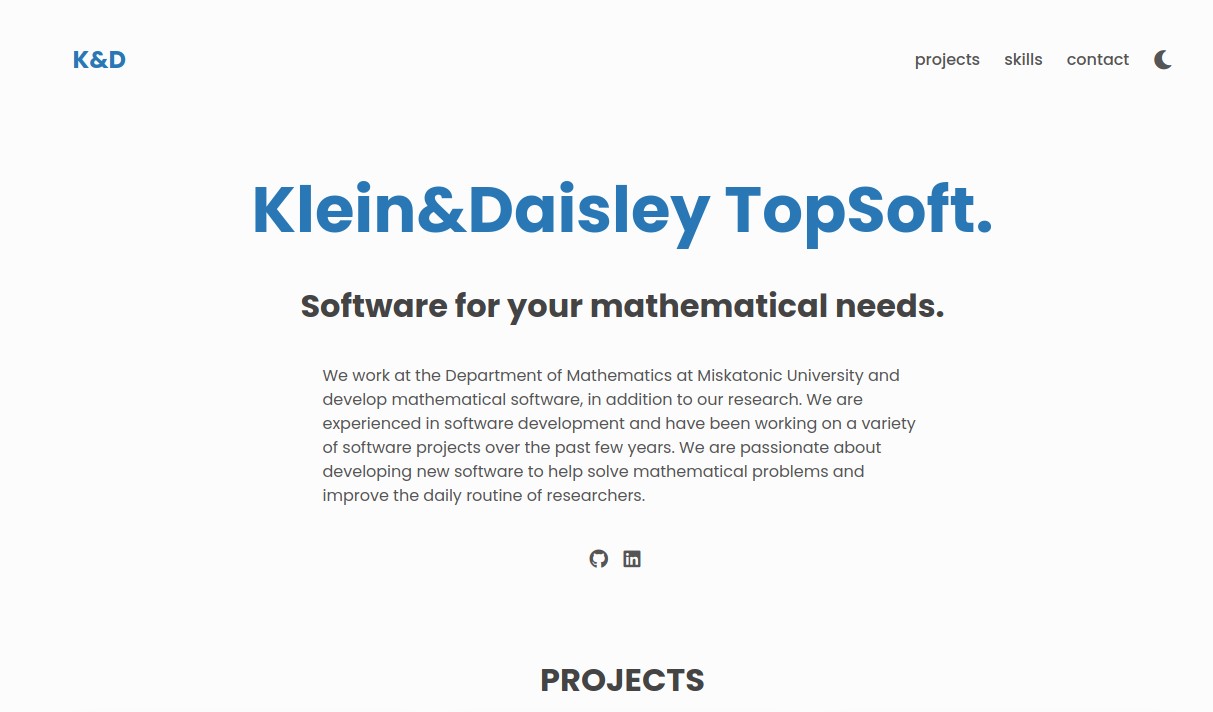 K&D
projects skills contact
Klein&Daisley TopSoft.
Software for your mathematical needs.
We work at the Department of Mathematics at Miskatonic University and
develop mathematical software, in addition to our research. We are
experienced in software development and have been working on a variety
of software projects over the past few years. We are passionate about
developing new software to help solve mathematical problems and
improve the daily routine of researchers.
in
PROJECTS